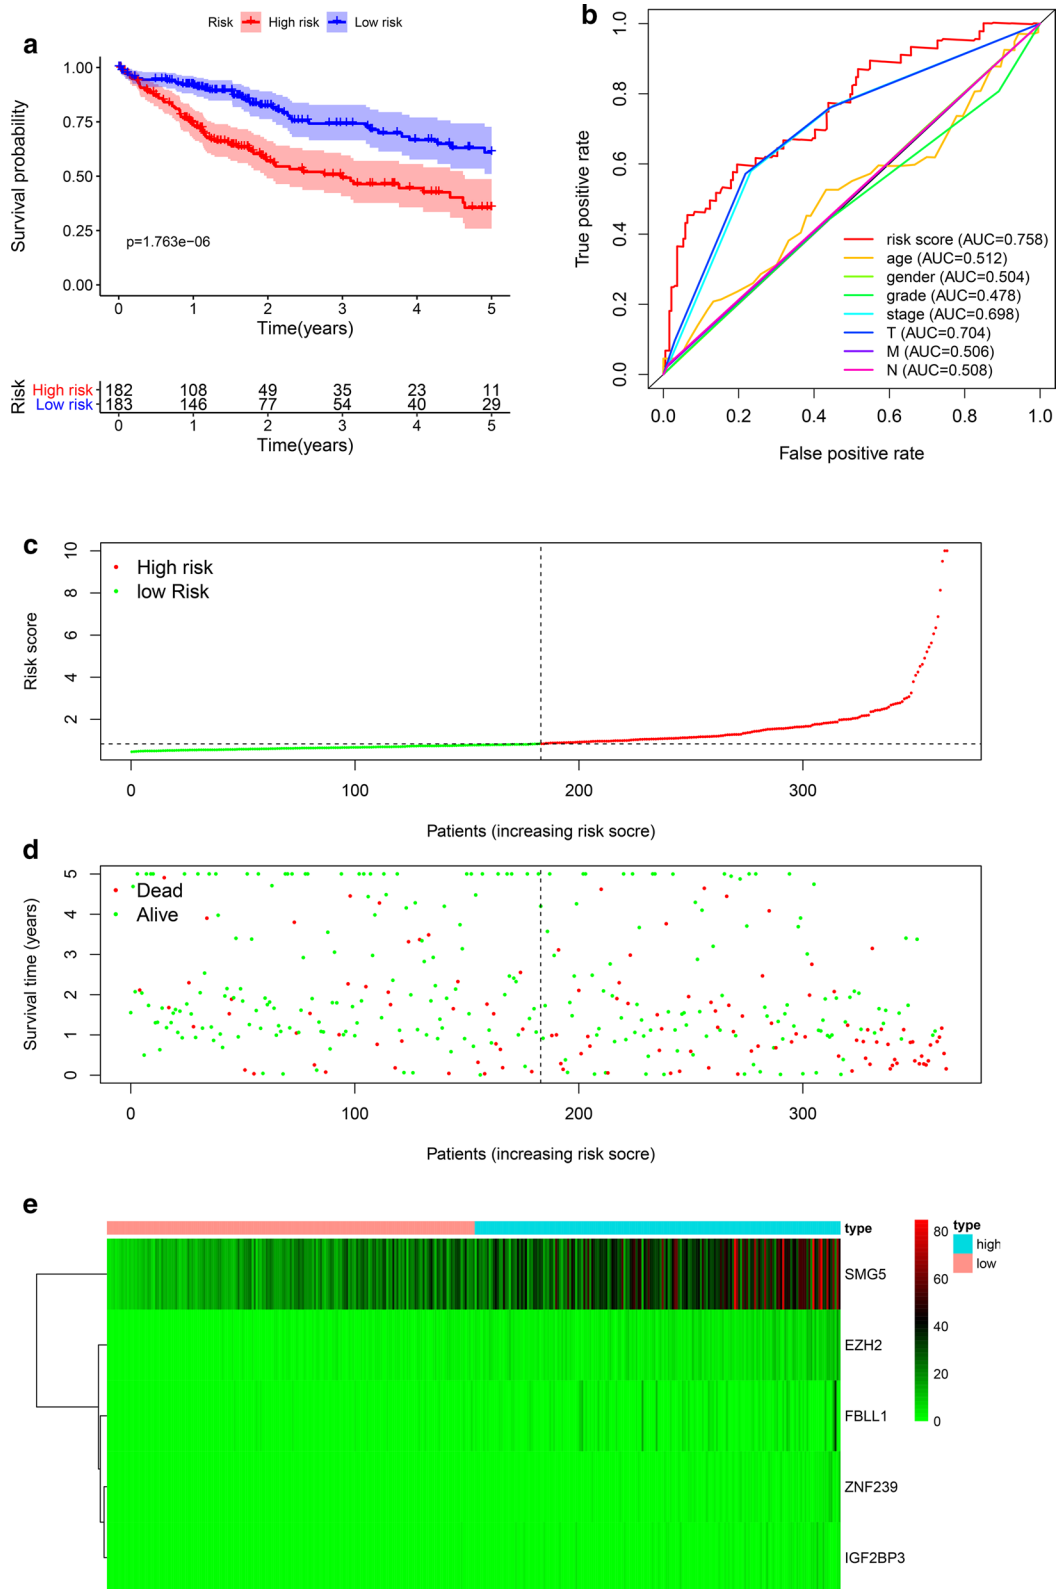 Risk High risk Low risk
a
Survival probability
1.00
0.75
0.50
0.25
0.00
p=1.763e−06
0 1 2 3 4 5
Time(years)
Risk
High risk 182 108 49 35 23 11
Low risk 183 146 77 54 40 29
0 1 2 3 4 5
Time(years)
b
True positive rate
1.0
0.8
0.6
0.4
0.2
0.0
risk score (AUC=0.758)
age (AUC=0.512)
gender (AUC=0.504)
grade (AUC=0.478)
stage (AUC=0.698)
T (AUC=0.704)
M (AUC=0.506)
N (AUC=0.508)
0.0 0.2 0.4 0.6 0.8 1.0
False positive rate
c
Risk score
10
8
6
4
2
High risk
low Risk
0 100 200 300
Patients (increasing risk socre)
d
Survival time (years)
5
4
3
2
1
0
Dead
Alive
0 100 200 300
Patients (increasing risk socre)
e
type
SMG5
EZH2
FBLL1
ZNF239
IGF2BP3
80
60
40
20
0
type
high
low